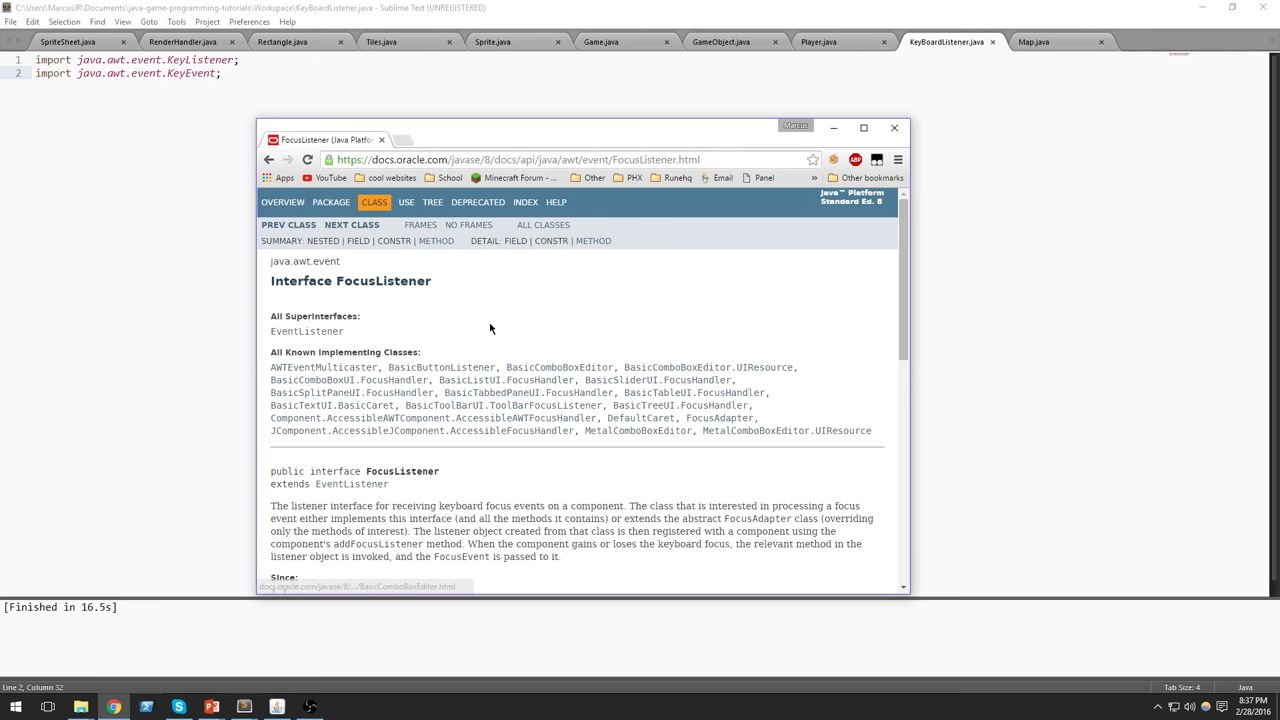 C:\Users\MarcusJR\Documents\java-game-programming-tutorials\Workspace\KeyBoardListener.java - Sublime Text (UNREGISTERED)
File Edit Selection Find View Goto Tools Project Preferences Help
SpriteSheet.java RenderHandler.java Rectangle.java Tiles.java Sprite.java Game.java GameObject.java Player.java KeyBoardListener.java Map.java
1 import java.awt.event.KeyListener;
2 import java.awt.event.KeyEvent;
Marcus
FocusListener (Java Platfo
https://docs.oracle.com/javase/8/docs/api/java/awt/event/FocusListener.html
ABP
Apps YouTube cool websites School Minecraft Forum - ... Other PHX Runehq Email Panel » Other bookmarks
OVERVIEW PACKAGE CLASS USE TREE DEPRECATED INDEX HELP
Java™ Platform
Standard Ed. 8
PREV CLASS NEXT CLASS FRAMES NO FRAMES ALL CLASSES
SUMMARY: NESTED | FIELD | CONSTR | METHOD DETAIL: FIELD | CONSTR | METHOD
java.awt.event
Interface FocusListener
All Superinterfaces:
EventListener
All Known Implementing Classes:
AWTEventMulticaster, BasicButtonListener, BasicComboBoxEditor, BasicComboBoxEditor.UIResource,
BasicComboBoxUI.FocusHandler, BasicListUI.FocusHandler, BasicSliderUI.FocusHandler,
BasicSplitPaneUI.FocusHandler, BasicTabbedPaneUI.FocusHandler, BasicTableUI.FocusHandler,
BasicTextUI.BasicCaret, BasicToolBarUI.ToolBarFocusListener, BasicTreeUI.FocusHandler,
Component.AccessibleAWTComponent.AccessibleAWTFocusHandler, DefaultCaret, FocusAdapter,
JComponent.AccessibleJComponent.AccessibleFocusHandler, MetalComboBoxEditor, MetalComboBoxEditor.UIResource
public interface FocusListener
extends EventListener
The listener interface for receiving keyboard focus events on a component. The class that is interested in processing a focus
event either implements this interface (and all the methods it contains) or extends the abstract FocusAdapter class (overriding
only the methods of interest). The listener object created from that class is then registered with a component using the
component's addFocusListener method. When the component gains or loses the keyboard focus, the relevant method in the
listener object is invoked, and the FocusEvent is passed to it.
Since:
docs.oracle.com/javase/8/.../BasicComboBoxEditor.html
[Finished in 16.5s]
Line 2, Column 32 Tab Size: 4 Java
8:37 PM
2/28/2016